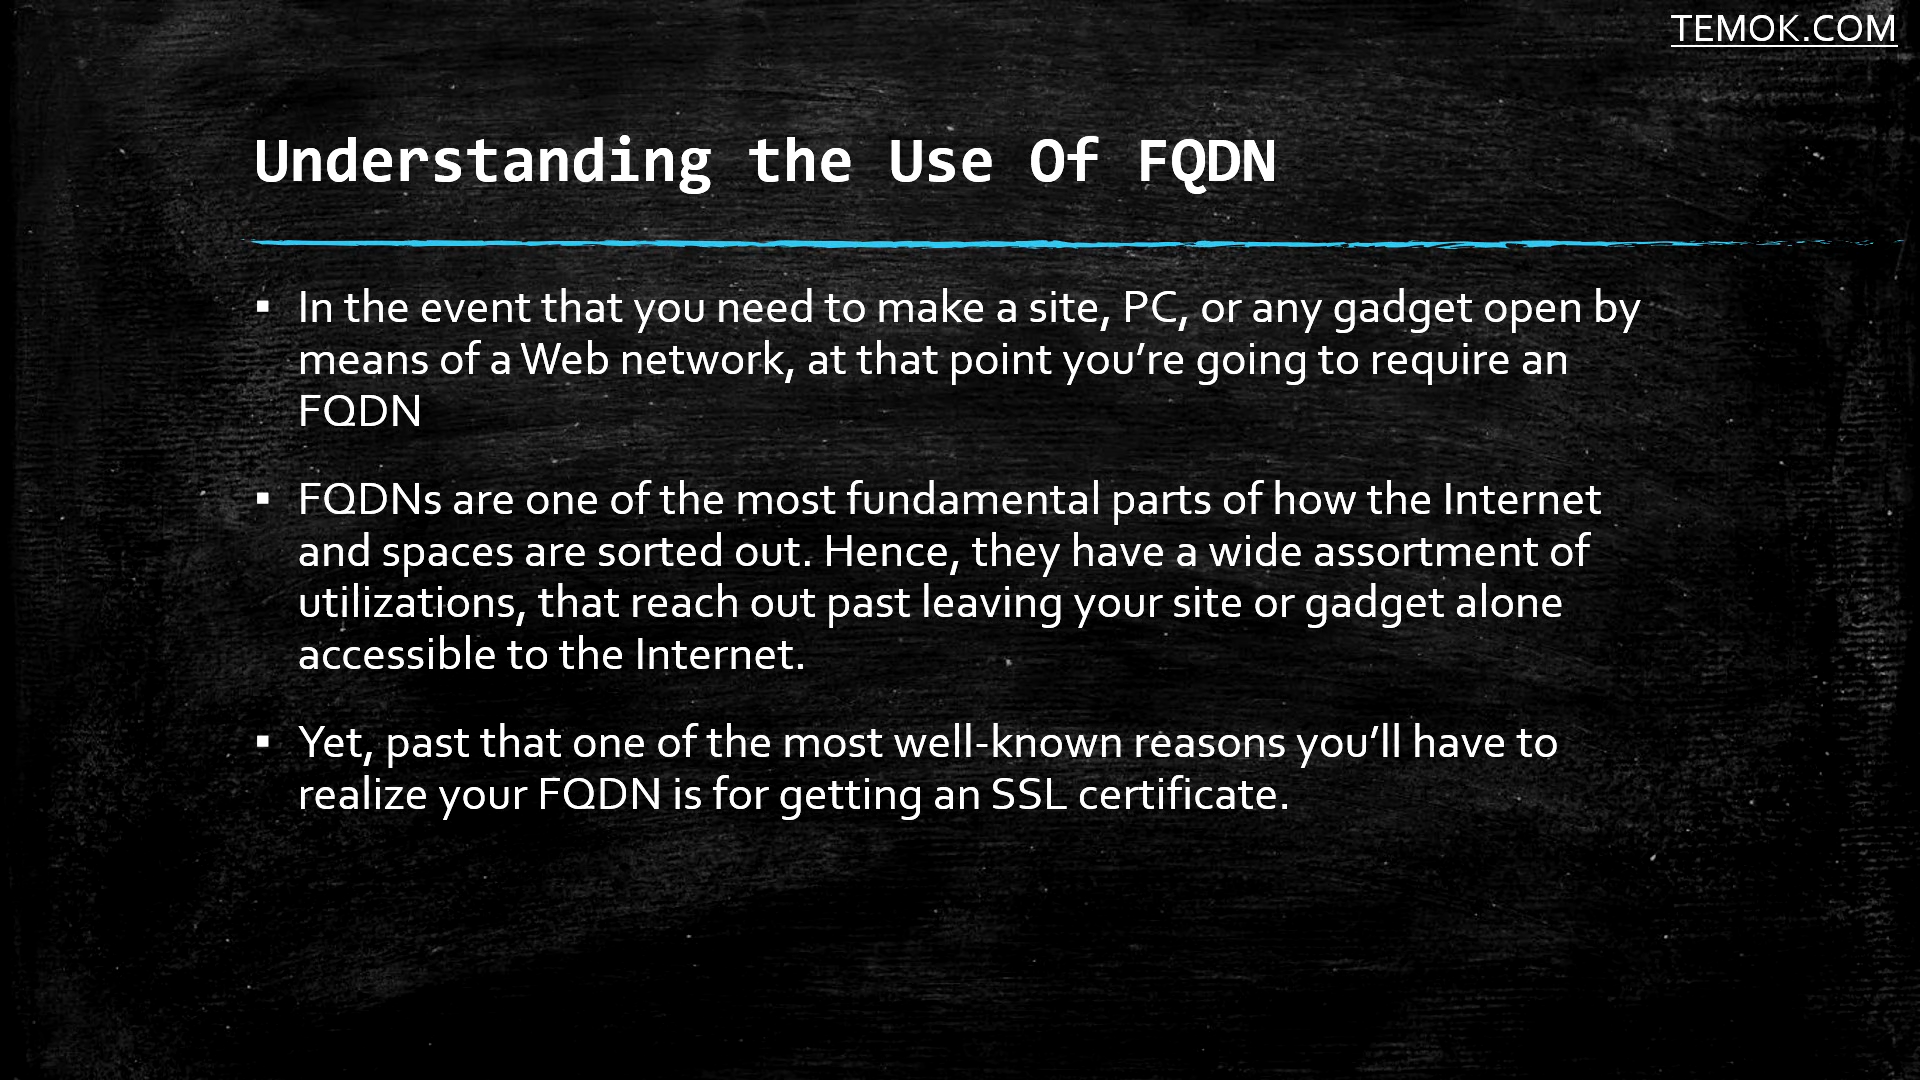 TEMOK.COM
Understanding the Use Of FQDN
▪ In the event that you need to make a site, PC, or any gadget open by
means of a Web network, at that point you’re going to require an
FQDN
▪ FQDNs are one of the most fundamental parts of how the Internet
and spaces are sorted out. Hence, they have a wide assortment of
utilizations, that reach out past leaving your site or gadget alone
accessible to the Internet.
▪ Yet, past that one of the most well-known reasons you’ll have to
realize your FQDN is for getting an SSL certificate.